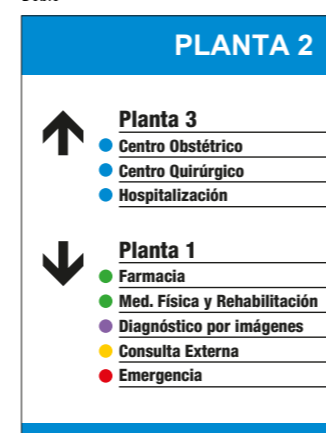 PLANTA 2
Planta 3
Centro Obstétrico
Centro Quirúrgico
Hospitalización
Planta 1
Farmacia
Med. Física y Rehabilitación
Diagnóstico por imágenes
Consulta Externa
Emergencia